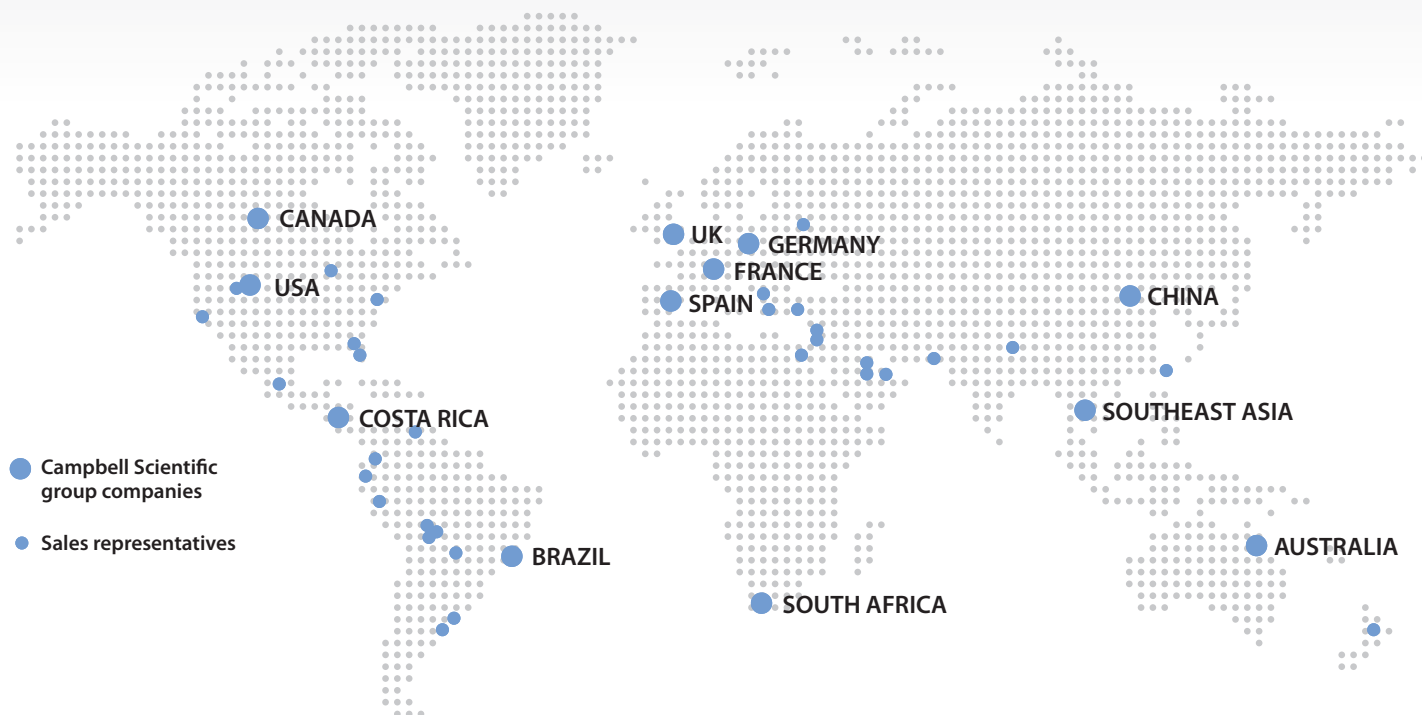 CANADA
UK
GERMANY
FRANCE
USA
SPAIN
CHINA
COSTA RICA
SOUTHEAST ASIA
Campbell Scientific
group companies
Sales representatives
BRAZIL
AUSTRALIA
SOUTH AFRICA